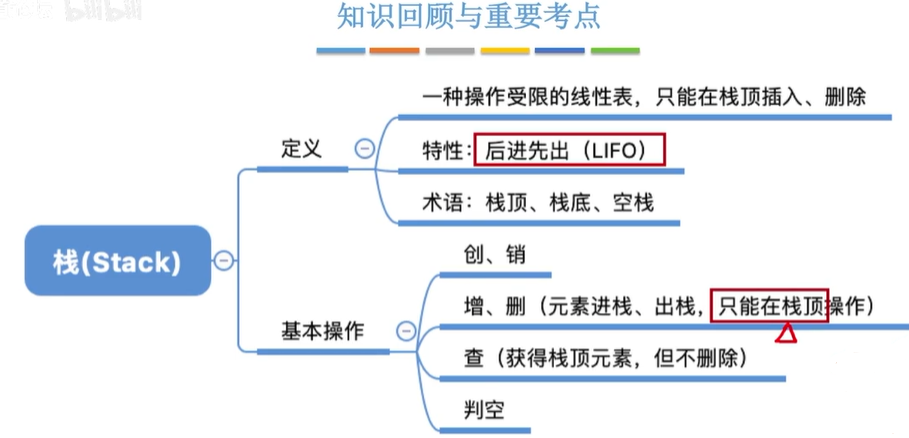 知识回顾与重要考点
一种操作受限的线性表，只能在栈顶插入、删除
定义
特性：后进先出（LIFO）
术语：栈顶、栈底、空栈
栈(Stack)
创、销
增、删（元素进栈、出栈，只能在栈顶操作）
基本操作
查（获得栈顶元素，但不删除）
判空